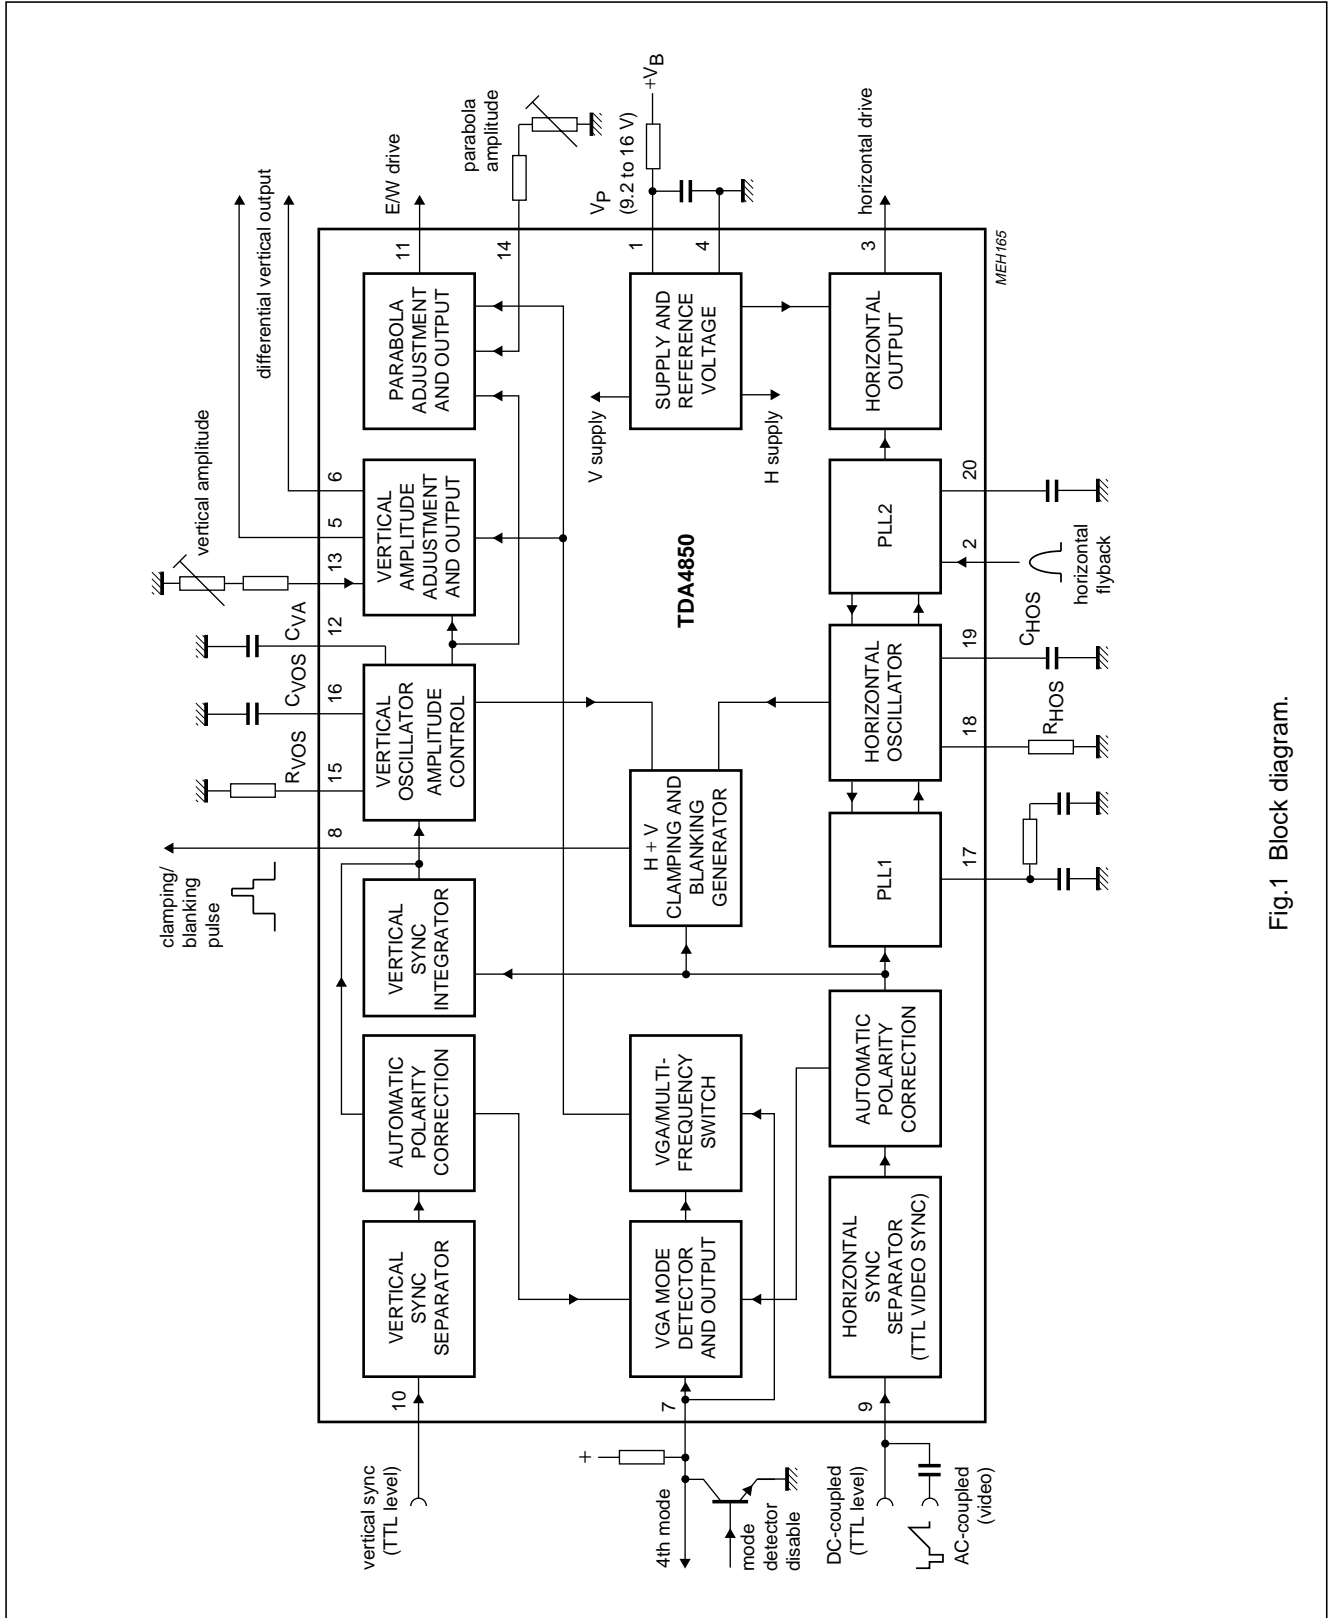 clamping/
blanking
pulse
8
RVOS
15
CVOS
16
CVA
12
vertical amplitude
13
5
6
differential vertical output
E/W drive
11
parabola
amplitude
14
vertical sync
(TTL level)
10
VERTICAL
SYNC
SEPARATOR
AUTOMATIC
POLARITY
CORRECTION
VERTICAL
SYNC
INTEGRATOR
VERTICAL
OSCILLATOR
AMPLITUDE
CONTROL
VERTICAL
AMPLITUDE
ADJUSTMENT
AND OUTPUT
PARABOLA
ADJUSTMENT
AND OUTPUT
+
4th mode
mode
detector
disable
7
VGA MODE
DETECTOR
AND OUTPUT
VGA/MULTI-
FREQUENCY
SWITCH
H + V
CLAMPING AND
BLANKING
GENERATOR
TDA4850
V supply
H supply
SUPPLY AND
REFERENCE
VOLTAGE
1
4
VP
(9.2 to 16 V)
+VB
DC-coupled
(TTL level)
AC-coupled
(video)
9
HORIZONTAL
SYNC
SEPARATOR
(TTL VIDEO SYNC)
AUTOMATIC
POLARITY
CORRECTION
PLL1
HORIZONTAL
OSCILLATOR
PLL2
HORIZONTAL
OUTPUT
3
horizontal drive
17
18
RHOS
19
CHOS
2
horizontal
flyback
20
MEH165
Fig.1 Block diagram.